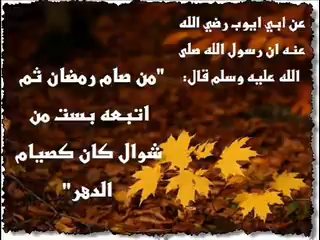 عن ابي ايوب رضي الله
عنه ان رسول الله صلى
الله عليه وسلم قال:
"من صام رمضان ثم
اتبعه بست من
شوال كان كصيام
الدهر"